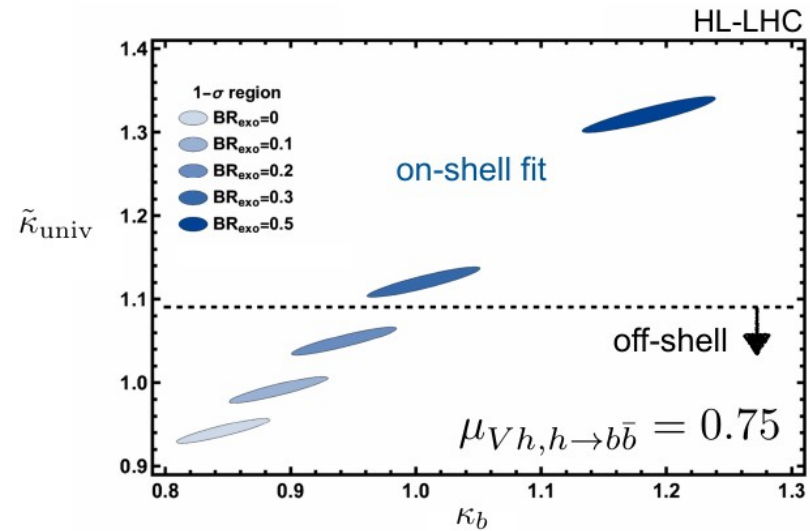 HL-LHC
1.4
1.3
1.2
1.1
1.0
0.9
κ̃univ
1-σ region
BRexo=0
BRexo=0.1
BRexo=0.2
BRexo=0.3
BRexo=0.5
on-shell fit
off-shell
μVh,h→bb̄ = 0.75
0.8 0.9 1.0 1.1 1.2 1.3
κb